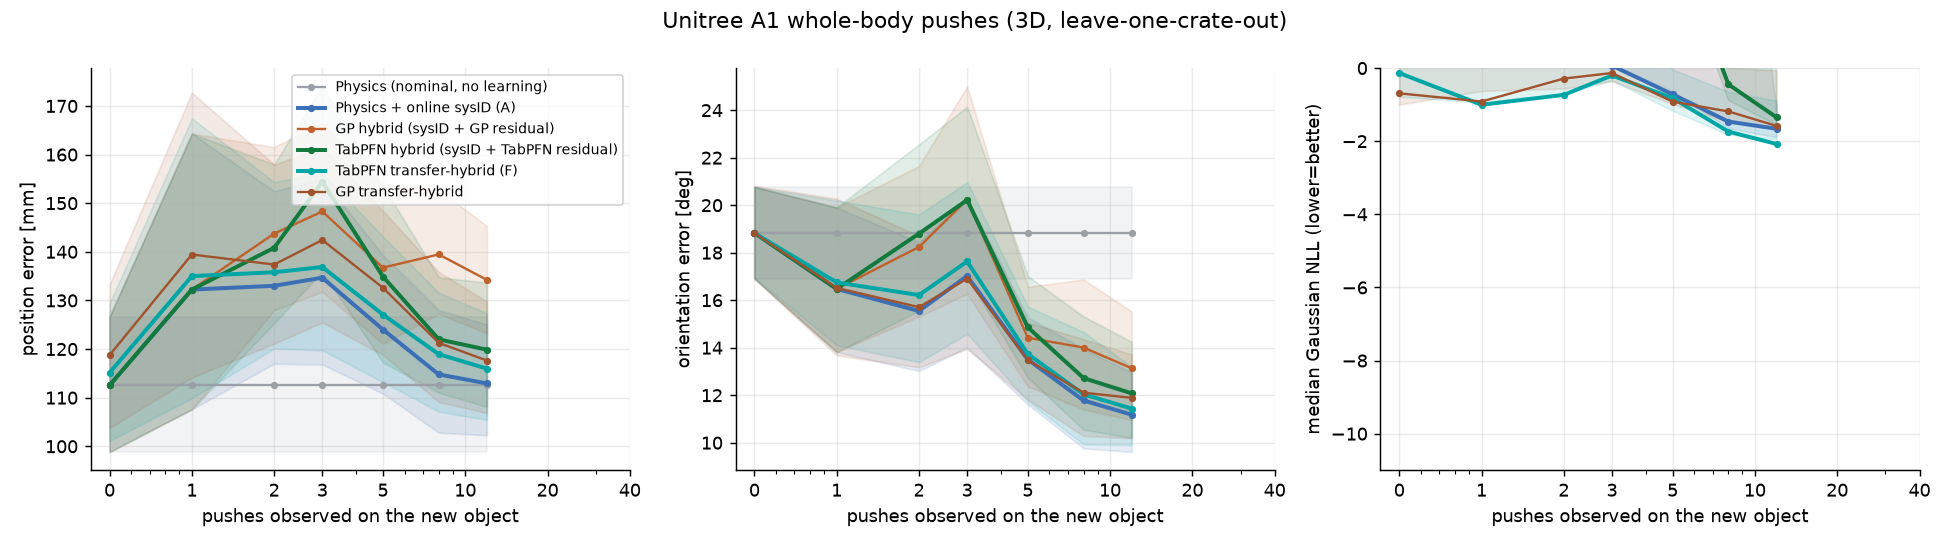 Unitree A1 whole-body pushes (3D, leave-one-crate-out)
position error [mm]
170
160
150
140
130
120
110
100
Physics (nominal, no learning)
Physics + online sysID (A)
GP hybrid (sysID + GP residual)
TabPFN hybrid (sysID + TabPFN residual)
TabPFN transfer-hybrid (F)
GP transfer-hybrid
0 1 2 3 5 10 20 40
pushes observed on the new object
orientation error [deg]
24
22
20
18
16
14
12
10
0 1 2 3 5 10 20 40
pushes observed on the new object
median Gaussian NLL (lower=better)
0
−2
−4
−6
−8
−10
0 1 2 3 5 10 20 40
pushes observed on the new object